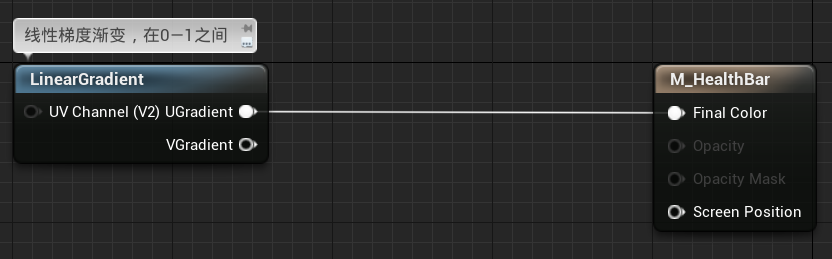 线性梯度渐变，在0—1之间
LinearGradient
UV Channel (V2) UGradient
VGradient
M_HealthBar
Final Color
Opacity
Opacity Mask
Screen Position